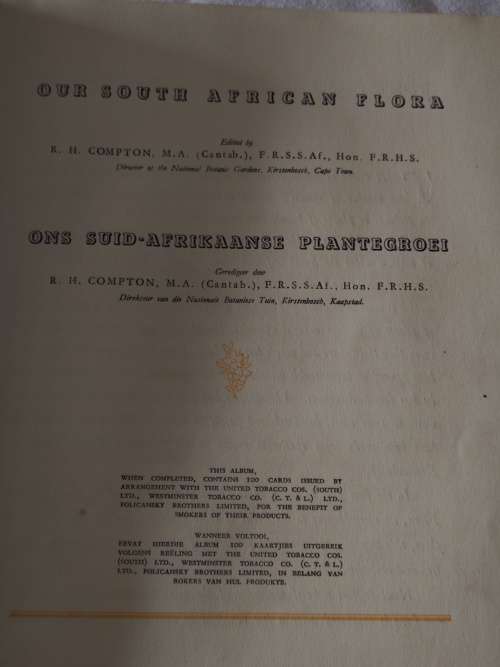 OUR SOUTH AFRICAN FLORA
Edited by
R. H. COMPTON, M.A. (Cantab.), F.R.S.S.Af., Hon. F.R.H.S.
Director of the National Botanic Gardens, Kirstenbosch, Cape Town.
ONS SUID-AFRIKAANSE PLANTEGROEI
Geredigeer deur
R. H. COMPTON, M.A. (Cantab.), F.R.S.S.Af., Hon. F.R.H.S.
Direkteur van die Nasionale Botaniese Tuin, Kirstenbosch, Kaapstad.
THIS ALBUM,
WHEN COMPLETED, CONTAINS 100 CARDS ISSUED BY
ARRANGEMENT WITH THE UNITED TOBACCO COS. (SOUTH)
LTD., WESTMINSTER TOBACCO CO. (C. T. & L.) LTD.,
POLICANSKY BROTHERS LIMITED, FOR THE BENEFIT OF
SMOKERS OF THEIR PRODUCTS.
WANNEER VOLTOOI,
BEVAT HIERDIE ALBUM 100 KAARTJIES UITGEREIK
VOLGENS REËLING MET THE UNITED TOBACCO COS.
(SOUTH) LTD., WESTMINSTER TOBACCO CO. (C. T. & L.)
LTD., POLICANSKY BROTHERS LIMITED, IN BELANG VAN
ROKERS VAN HUL PRODUKTE.